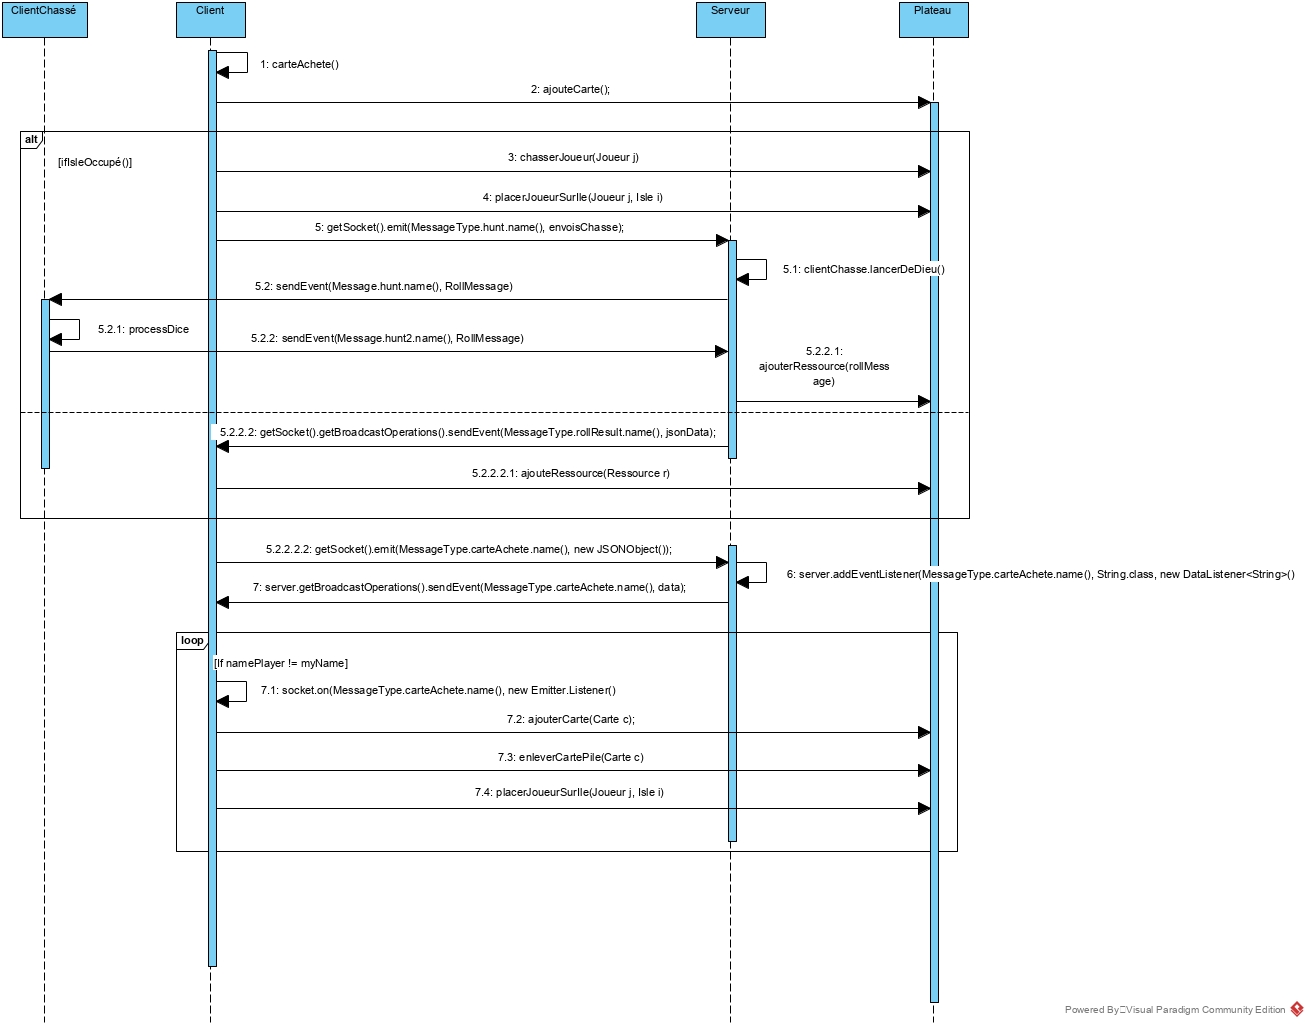 ClientChassé
Client
Serveur
Plateau
1: carteAchete()
2: ajouteCarte();
alt
[ifIsleOccupé()]
3: chasserJoueur(Joueur j)
4: placerJoueurSurIle(Joueur j, Isle i)
5: getSocket().emit(MessageType.hunt.name(), envoisChasse);
5.1: clientChasse.lancerDeDieu()
5.2: sendEvent(Message.hunt.name(), RollMessage)
5.2.1: processDice
5.2.2: sendEvent(Message.hunt2.name(), RollMessage)
5.2.2.1:
ajouterRessource(rollMess
age)
5.2.2.2: getSocket().getBroadcastOperations().sendEvent(MessageType.rollResult.name(), jsonData);
5.2.2.2.1: ajouteRessource(Ressource r)
5.2.2.2.2: getSocket().emit(MessageType.carteAchete.name(), new JSONObject());
6: server.addEventListener(MessageType.carteAchete.name(), String.class, new DataListener<String>()
7: server.getBroadcastOperations().sendEvent(MessageType.carteAchete.name(), data);
loop
[If namePlayer != myName]
7.1: socket.on(MessageType.carteAchete.name(), new Emitter.Listener()
7.2: ajouterCarte(Carte c);
7.3: enleverCartePile(Carte c)
7.4: placerJoueurSurIle(Joueur j, Isle i)
Powered By Visual Paradigm Community Edition